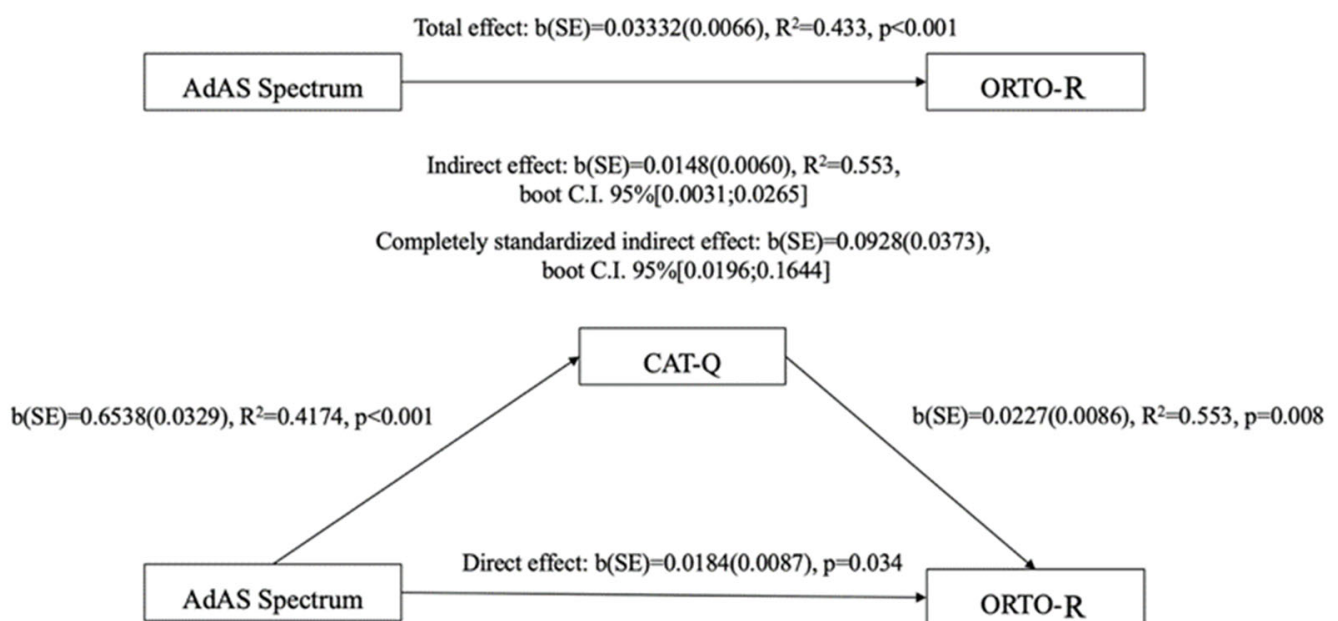 Total effect: b(SE)=0.03332(0.0066), R²=0.433, p<0.001
AdAS Spectrum
ORTO-R
Indirect effect: b(SE)=0.0148(0.0060), R²=0.553,
boot C.I. 95%[0.0031;0.0265]
Completely standardized indirect effect: b(SE)=0.0928(0.0373),
boot C.I. 95%[0.0196;0.1644]
CAT-Q
b(SE)=0.6538(0.0329), R²=0.4174, p<0.001
b(SE)=0.0227(0.0086), R²=0.553, p=0.008
Direct effect: b(SE)=0.0184(0.0087), p=0.034
AdAS Spectrum
ORTO-R